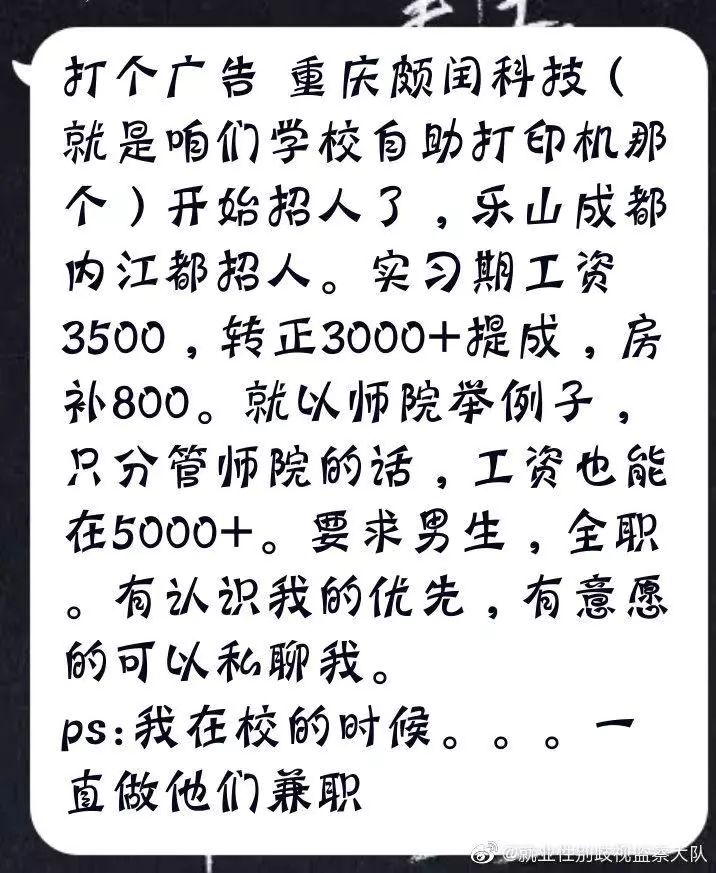 打个广告 重庆颇闰科技（
就是咱们学校自助打印机那
个）开始招人了，乐山成都
内江都招人。实习期工资
3500，转正3000+提成，房
补800。就以师院举例子，
只分管师院的话，工资也能
在5000+。要求男生，全职
。有认识我的优先，有意愿
的可以私聊我。
ps:我在校的时候。。。一
直做他们兼职
@就业性别歧视监察大队